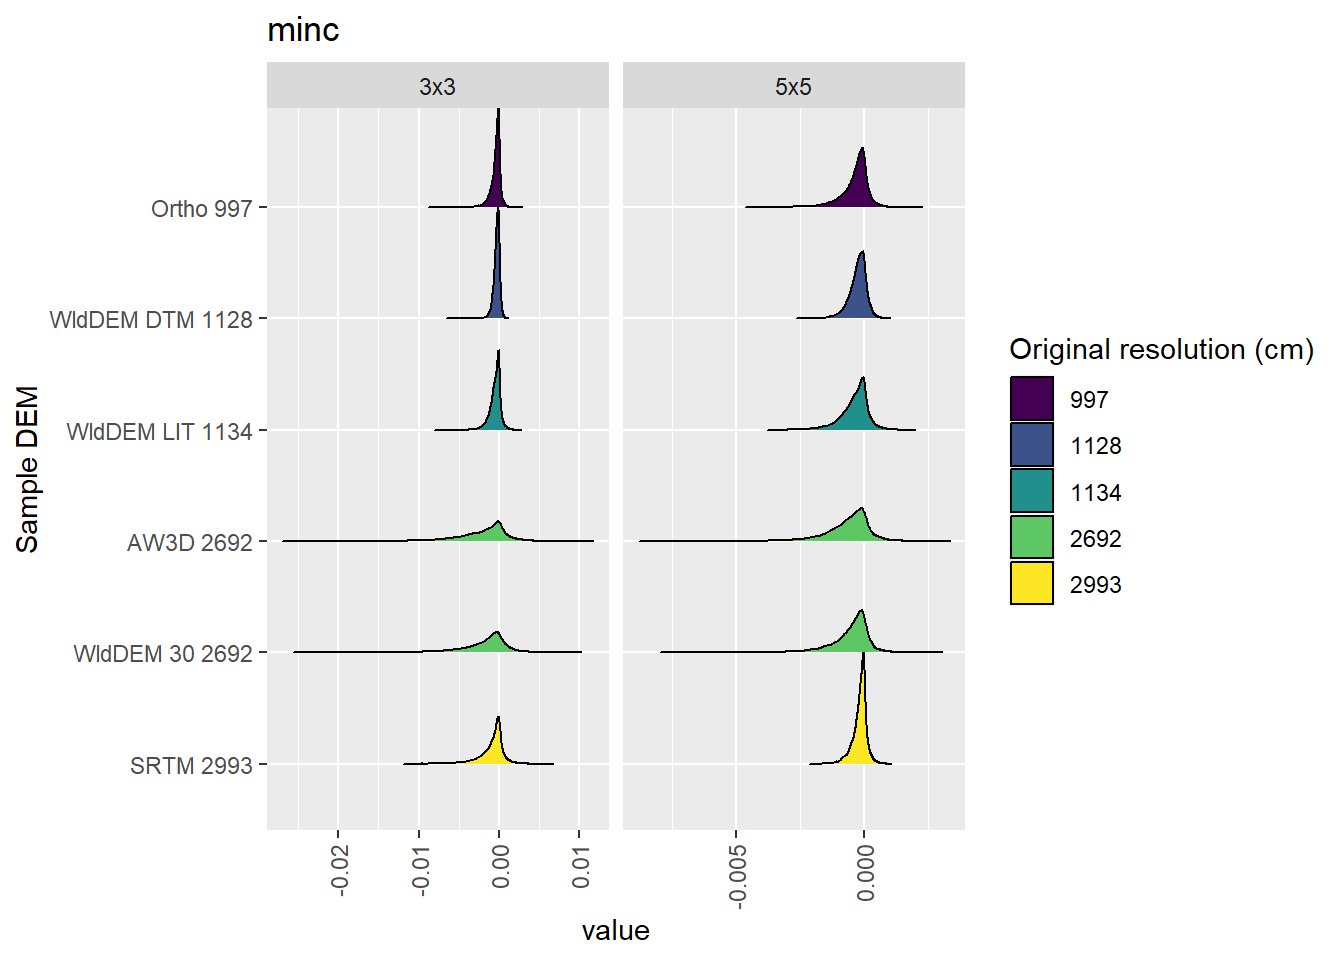 minc
3x3
5x5
Ortho 997
WldDEM DTM 1128
WldDEM LIT 1134
AW3D 2692
WldDEM 30 2692
SRTM 2993
Sample DEM
-0.02
-0.01
0.00
0.01
-0.005
0.000
value
Original resolution (cm)
997
1128
1134
2692
2993